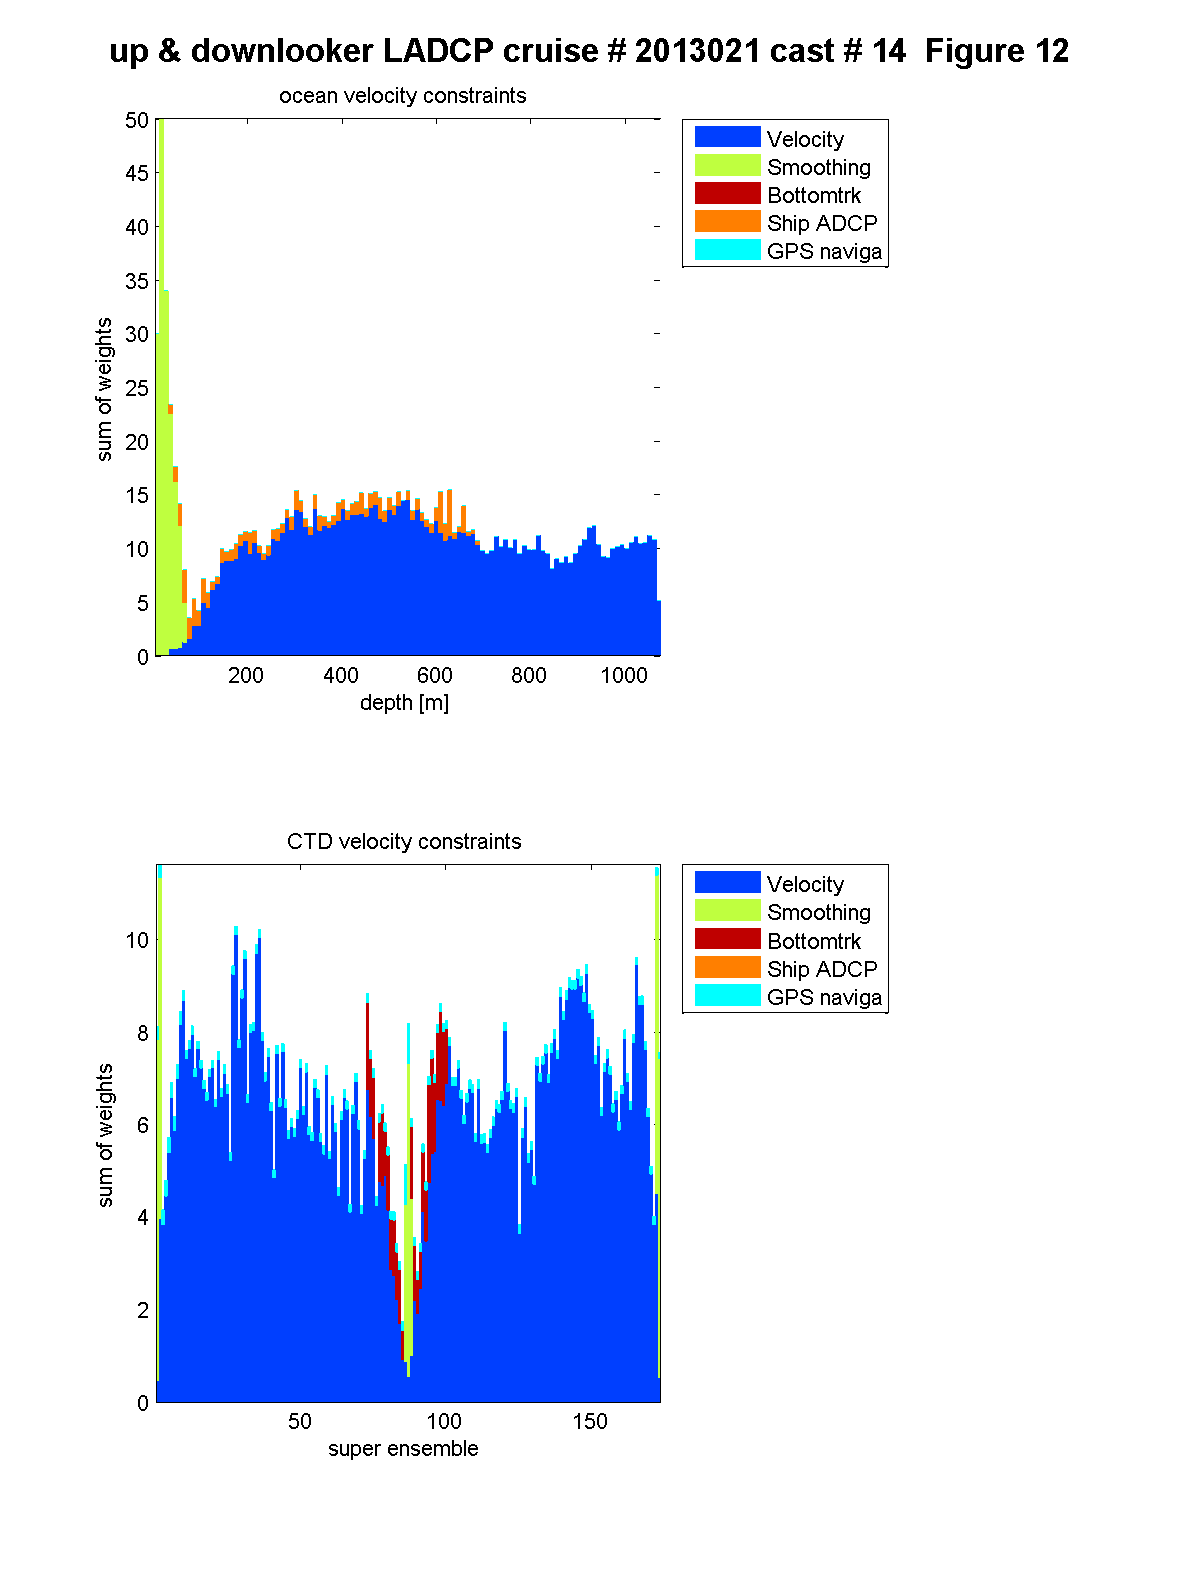 up & downlooker LADCP cruise # 2013021 cast # 14  Figure 12
ocean velocity constraints
50
45
40
35
30
25
20
15
10
5
0
sum of weights
200 400 600 800 1000
depth [m]
Velocity
Smoothing
Bottomtrk
Ship ADCP
GPS naviga
CTD velocity constraints
10
8
6
4
2
0
sum of weights
50 100 150
super ensemble
Velocity
Smoothing
Bottomtrk
Ship ADCP
GPS naviga